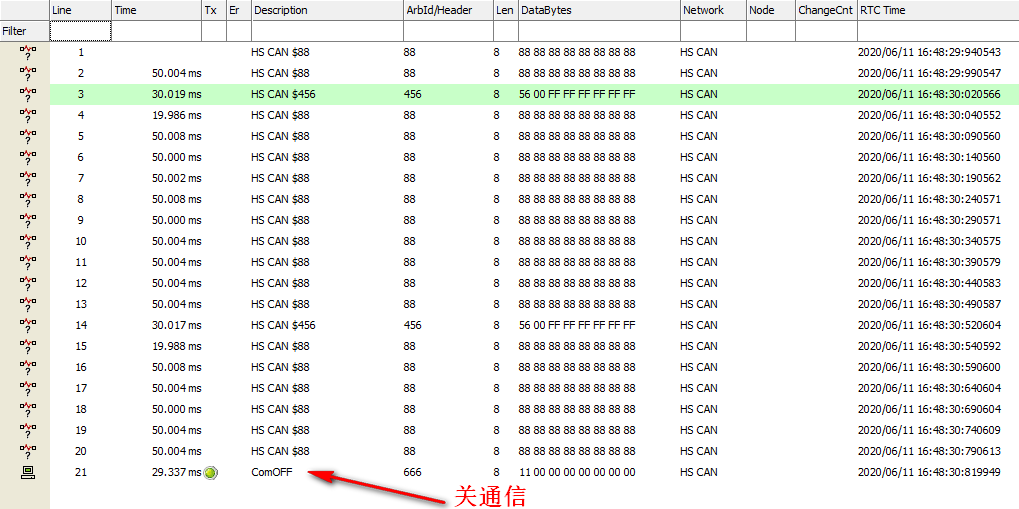 Line Time Tx Er Description ArbId/Header Len DataBytes Network Node ChangeCnt RTC Time
Filter
1 HS CAN $88 88 8 88 88 88 88 88 88 88 88 HS CAN 2020/06/11 16:48:29:940543
2 50.004 ms HS CAN $88 88 8 88 88 88 88 88 88 88 88 HS CAN 2020/06/11 16:48:29:990547
3 30.019 ms HS CAN $456 456 8 56 00 FF FF FF FF FF FF HS CAN 2020/06/11 16:48:30:020566
4 19.986 ms HS CAN $88 88 8 88 88 88 88 88 88 88 88 HS CAN 2020/06/11 16:48:30:040552
5 50.008 ms HS CAN $88 88 8 88 88 88 88 88 88 88 88 HS CAN 2020/06/11 16:48:30:090560
6 50.000 ms HS CAN $88 88 8 88 88 88 88 88 88 88 88 HS CAN 2020/06/11 16:48:30:140560
7 50.002 ms HS CAN $88 88 8 88 88 88 88 88 88 88 88 HS CAN 2020/06/11 16:48:30:190562
8 50.008 ms HS CAN $88 88 8 88 88 88 88 88 88 88 88 HS CAN 2020/06/11 16:48:30:240571
9 50.000 ms HS CAN $88 88 8 88 88 88 88 88 88 88 88 HS CAN 2020/06/11 16:48:30:290571
10 50.004 ms HS CAN $88 88 8 88 88 88 88 88 88 88 88 HS CAN 2020/06/11 16:48:30:340575
11 50.004 ms HS CAN $88 88 8 88 88 88 88 88 88 88 88 HS CAN 2020/06/11 16:48:30:390579
12 50.004 ms HS CAN $88 88 8 88 88 88 88 88 88 88 88 HS CAN 2020/06/11 16:48:30:440583
13 50.004 ms HS CAN $88 88 8 88 88 88 88 88 88 88 88 HS CAN 2020/06/11 16:48:30:490587
14 30.017 ms HS CAN $456 456 8 56 00 FF FF FF FF FF FF HS CAN 2020/06/11 16:48:30:520604
15 19.988 ms HS CAN $88 88 8 88 88 88 88 88 88 88 88 HS CAN 2020/06/11 16:48:30:540592
16 50.008 ms HS CAN $88 88 8 88 88 88 88 88 88 88 88 HS CAN 2020/06/11 16:48:30:590600
17 50.004 ms HS CAN $88 88 8 88 88 88 88 88 88 88 88 HS CAN 2020/06/11 16:48:30:640604
18 50.000 ms HS CAN $88 88 8 88 88 88 88 88 88 88 88 HS CAN 2020/06/11 16:48:30:690604
19 50.004 ms HS CAN $88 88 8 88 88 88 88 88 88 88 88 HS CAN 2020/06/11 16:48:30:740609
20 50.004 ms HS CAN $88 88 8 88 88 88 88 88 88 88 88 HS CAN 2020/06/11 16:48:30:790613
21 29.337 ms ComOFF 666 8 11 00 00 00 00 00 00 00 HS CAN 2020/06/11 16:48:30:819949
关通信